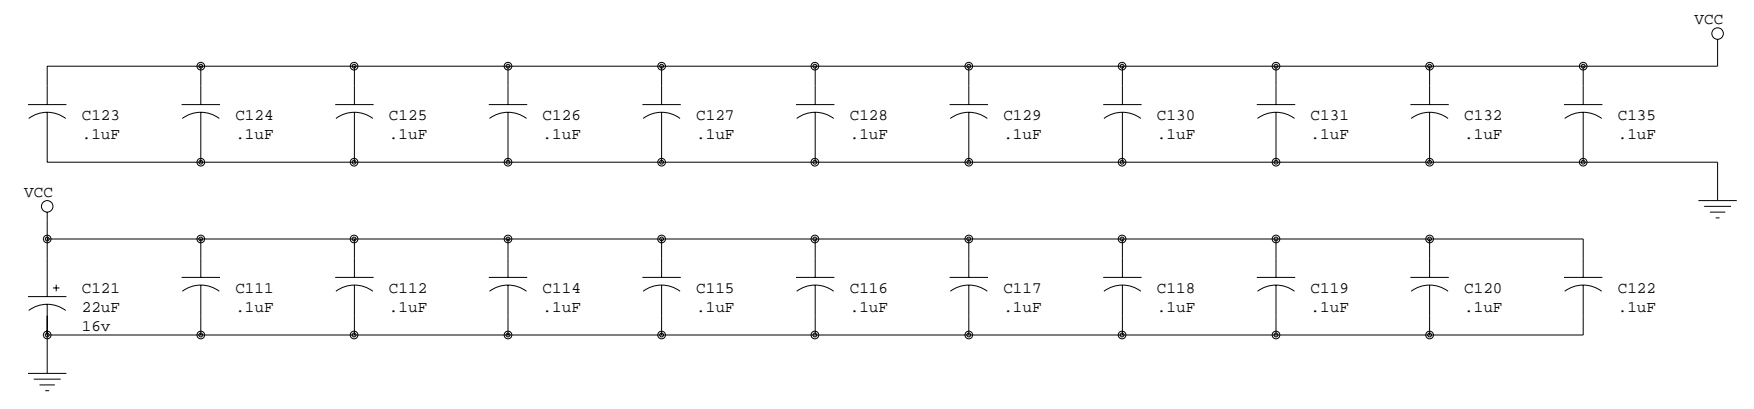 VCC
C123 C124 C125 C126 C127 C128 C129 C130 C131 C132 C135
.1uF .1uF .1uF .1uF .1uF .1uF .1uF .1uF .1uF .1uF .1uF
VCC
+ C121 C111 C112 C114 C115 C116 C117 C118 C119 C120 C122
22uF .1uF .1uF .1uF .1uF .1uF .1uF .1uF .1uF .1uF .1uF
16v